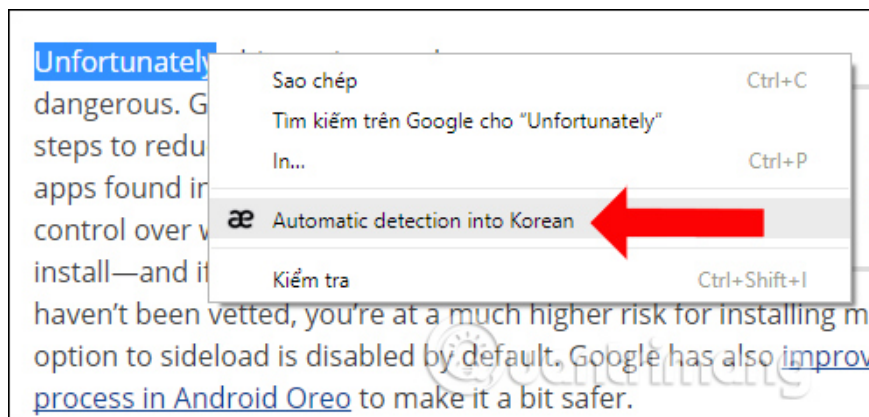 Unfortunately
dangerous. G
steps to redu
apps found in
control over
install—and if
Sao chép Ctrl+C
Tìm kiếm trên Google cho “Unfortunately”
In... Ctrl+P
æ Automatic detection into Korean
Kiểm tra Ctrl+Shift+I
haven’t been vetted, you’re at a much higher risk for installing m
option to sideload is disabled by default. Google has also improv
process in Android Oreo to make it a bit safer.
Quantrimang